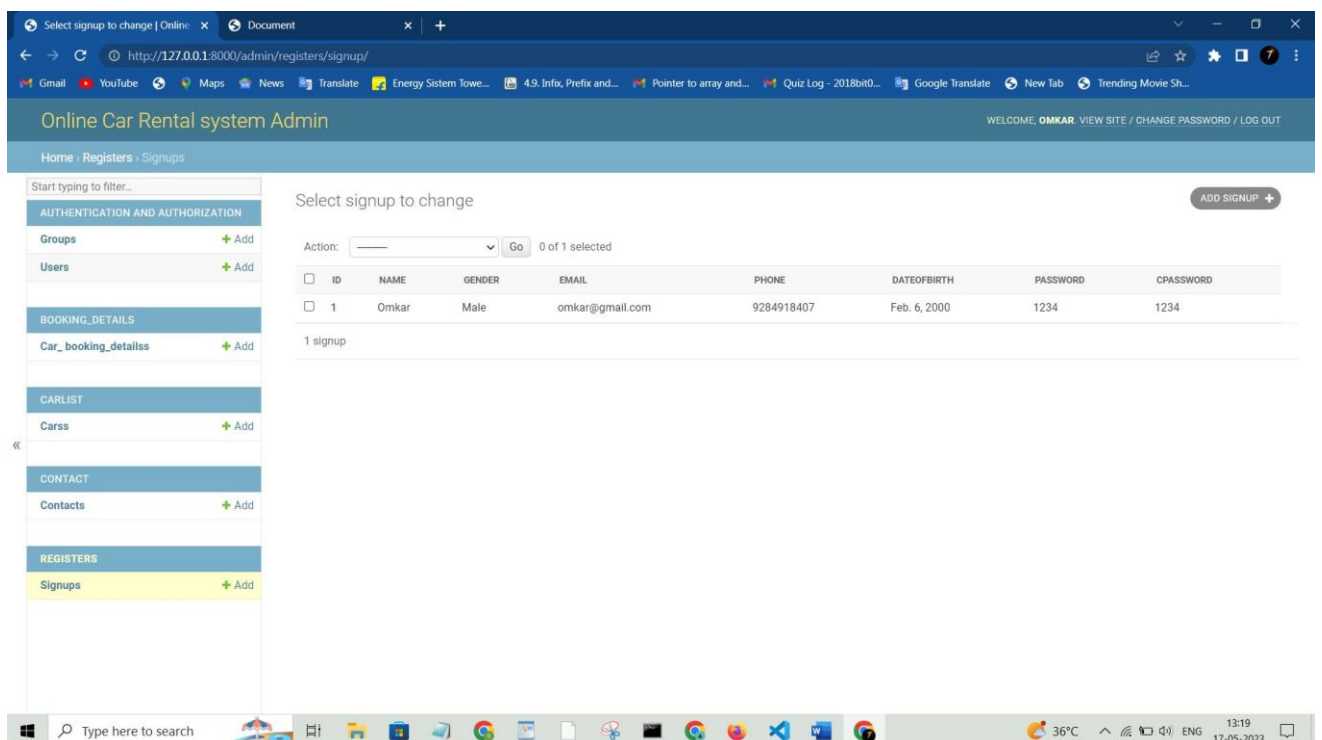 Select signup to change | Online
Document
http://127.0.0.1:8000/admin/registers/signup/
Gmail YouTube Maps News Translate Energy Sistem Towe... 4.9. Infix, Prefix and... Pointer to array and... Quiz Log - 2018bit0... Google Translate New Tab Trending Movie Sh...
Online Car Rental system Admin
WELCOME, OMKAR. VIEW SITE / CHANGE PASSWORD / LOG OUT
Home › Registers › Signups
Start typing to filter...
AUTHENTICATION AND AUTHORIZATION
Groups + Add
Users + Add
BOOKING_DETAILS
Car_ booking_detailss + Add
CARLIST
Carss + Add
CONTACT
Contacts + Add
REGISTERS
Signups + Add
«
Select signup to change
ADD SIGNUP +
Action: --------- Go 0 of 1 selected
ID NAME GENDER EMAIL PHONE DATEOFBIRTH PASSWORD CPASSWORD
1 Omkar Male omkar@gmail.com 9284918407 Feb. 6, 2000 1234 1234
1 signup
Type here to search
36°C ENG
13:19
17-05-2023